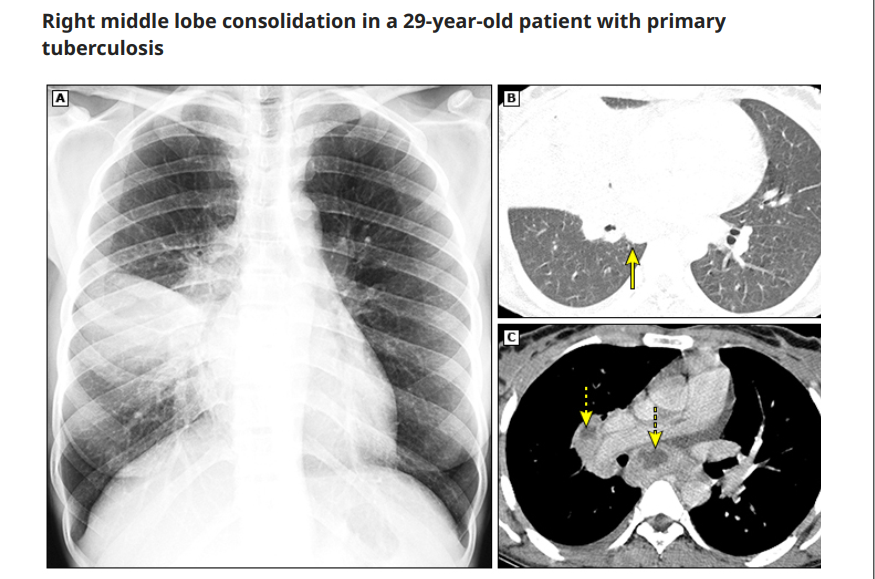 Right middle lobe consolidation in a 29-year-old patient with primary
tuberculosis
A
B
C